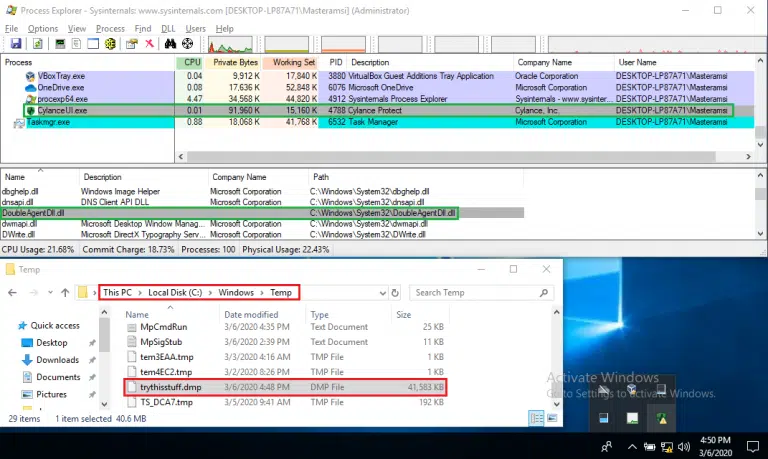 Process Explorer - Sysinternals: www.sysinternals.com [DESKTOP-LP87A71\Masteramsi] (Administrator)
File Options View Process Find DLL Users Help
Process CPU Private Bytes Working Set PID Description Company Name User Name
VBoxTray.exe 0.04 9,912 K 17,840 K 3880 VirtualBox Guest Additions Tray Application Oracle Corporation DESKTOP-LP87A71\Masteramsi
OneDrive.exe 0.08 17,636 K 52,848 K 6076 Microsoft OneDrive Microsoft Corporation DESKTOP-LP87A71\Masteramsi
procexp64.exe 4.47 34,568 K 44,820 K 4912 Sysinternals Process Explorer Sysinternals - www.sysinter... DESKTOP-LP87A71\Masteramsi
CylanceUI.exe 0.01 91,960 K 15,160 K 4788 Cylance Protect Cylance, Inc. DESKTOP-LP87A71\Masteramsi
Taskmgr.exe 0.88 18,068 K 41,768 K 6532 Task Manager Microsoft Corporation DESKTOP-LP87A71\Masteramsi
Name Description Company Name Path
dbghelp.dll Windows Image Helper Microsoft Corporation C:\Windows\System32\dbghelp.dll
dnsapi.dll DNS Client API DLL Microsoft Corporation C:\Windows\System32\dnsapi.dll
DoubleAgentDll.dll C:\Windows\System32\DoubleAgentDll.dll
dwmapi.dll Microsoft Desktop Window Mana... Microsoft Corporation C:\Windows\System32\dwmapi.dll
DWrite.dll Microsoft DirectX Typography Serv... Microsoft Corporation C:\Windows\System32\DWrite.dll
CPU Usage: 21.68% Commit Charge: 18.73% Processes: 100 Physical Usage: 22.43%
Temp
This PC Local Disk (C:) Windows Temp Search Temp
Name Date modified Type Size
Quick access
Desktop
Downloads
Documents
Pictures
MpCmdRun 3/6/2020 4:35 PM Text Document 25 KB
MpSigStub 3/6/2020 4:35 PM Text Document 11 KB
tem3EAA.tmp 3/3/2020 4:16 AM TMP File 1 KB
tem4EC2.tmp 3/2/2020 8:26 PM TMP File 1 KB
trythisstuff.dmp 3/6/2020 4:48 PM DMP File 41,583 KB
TS_DCA7.tmp 3/5/2020 9:41 AM TMP File 192 KB
29 items 1 item selected 40.6 MB
Activate Windows
Go to Settings to activate Windows.
4:50 PM
3/6/2020